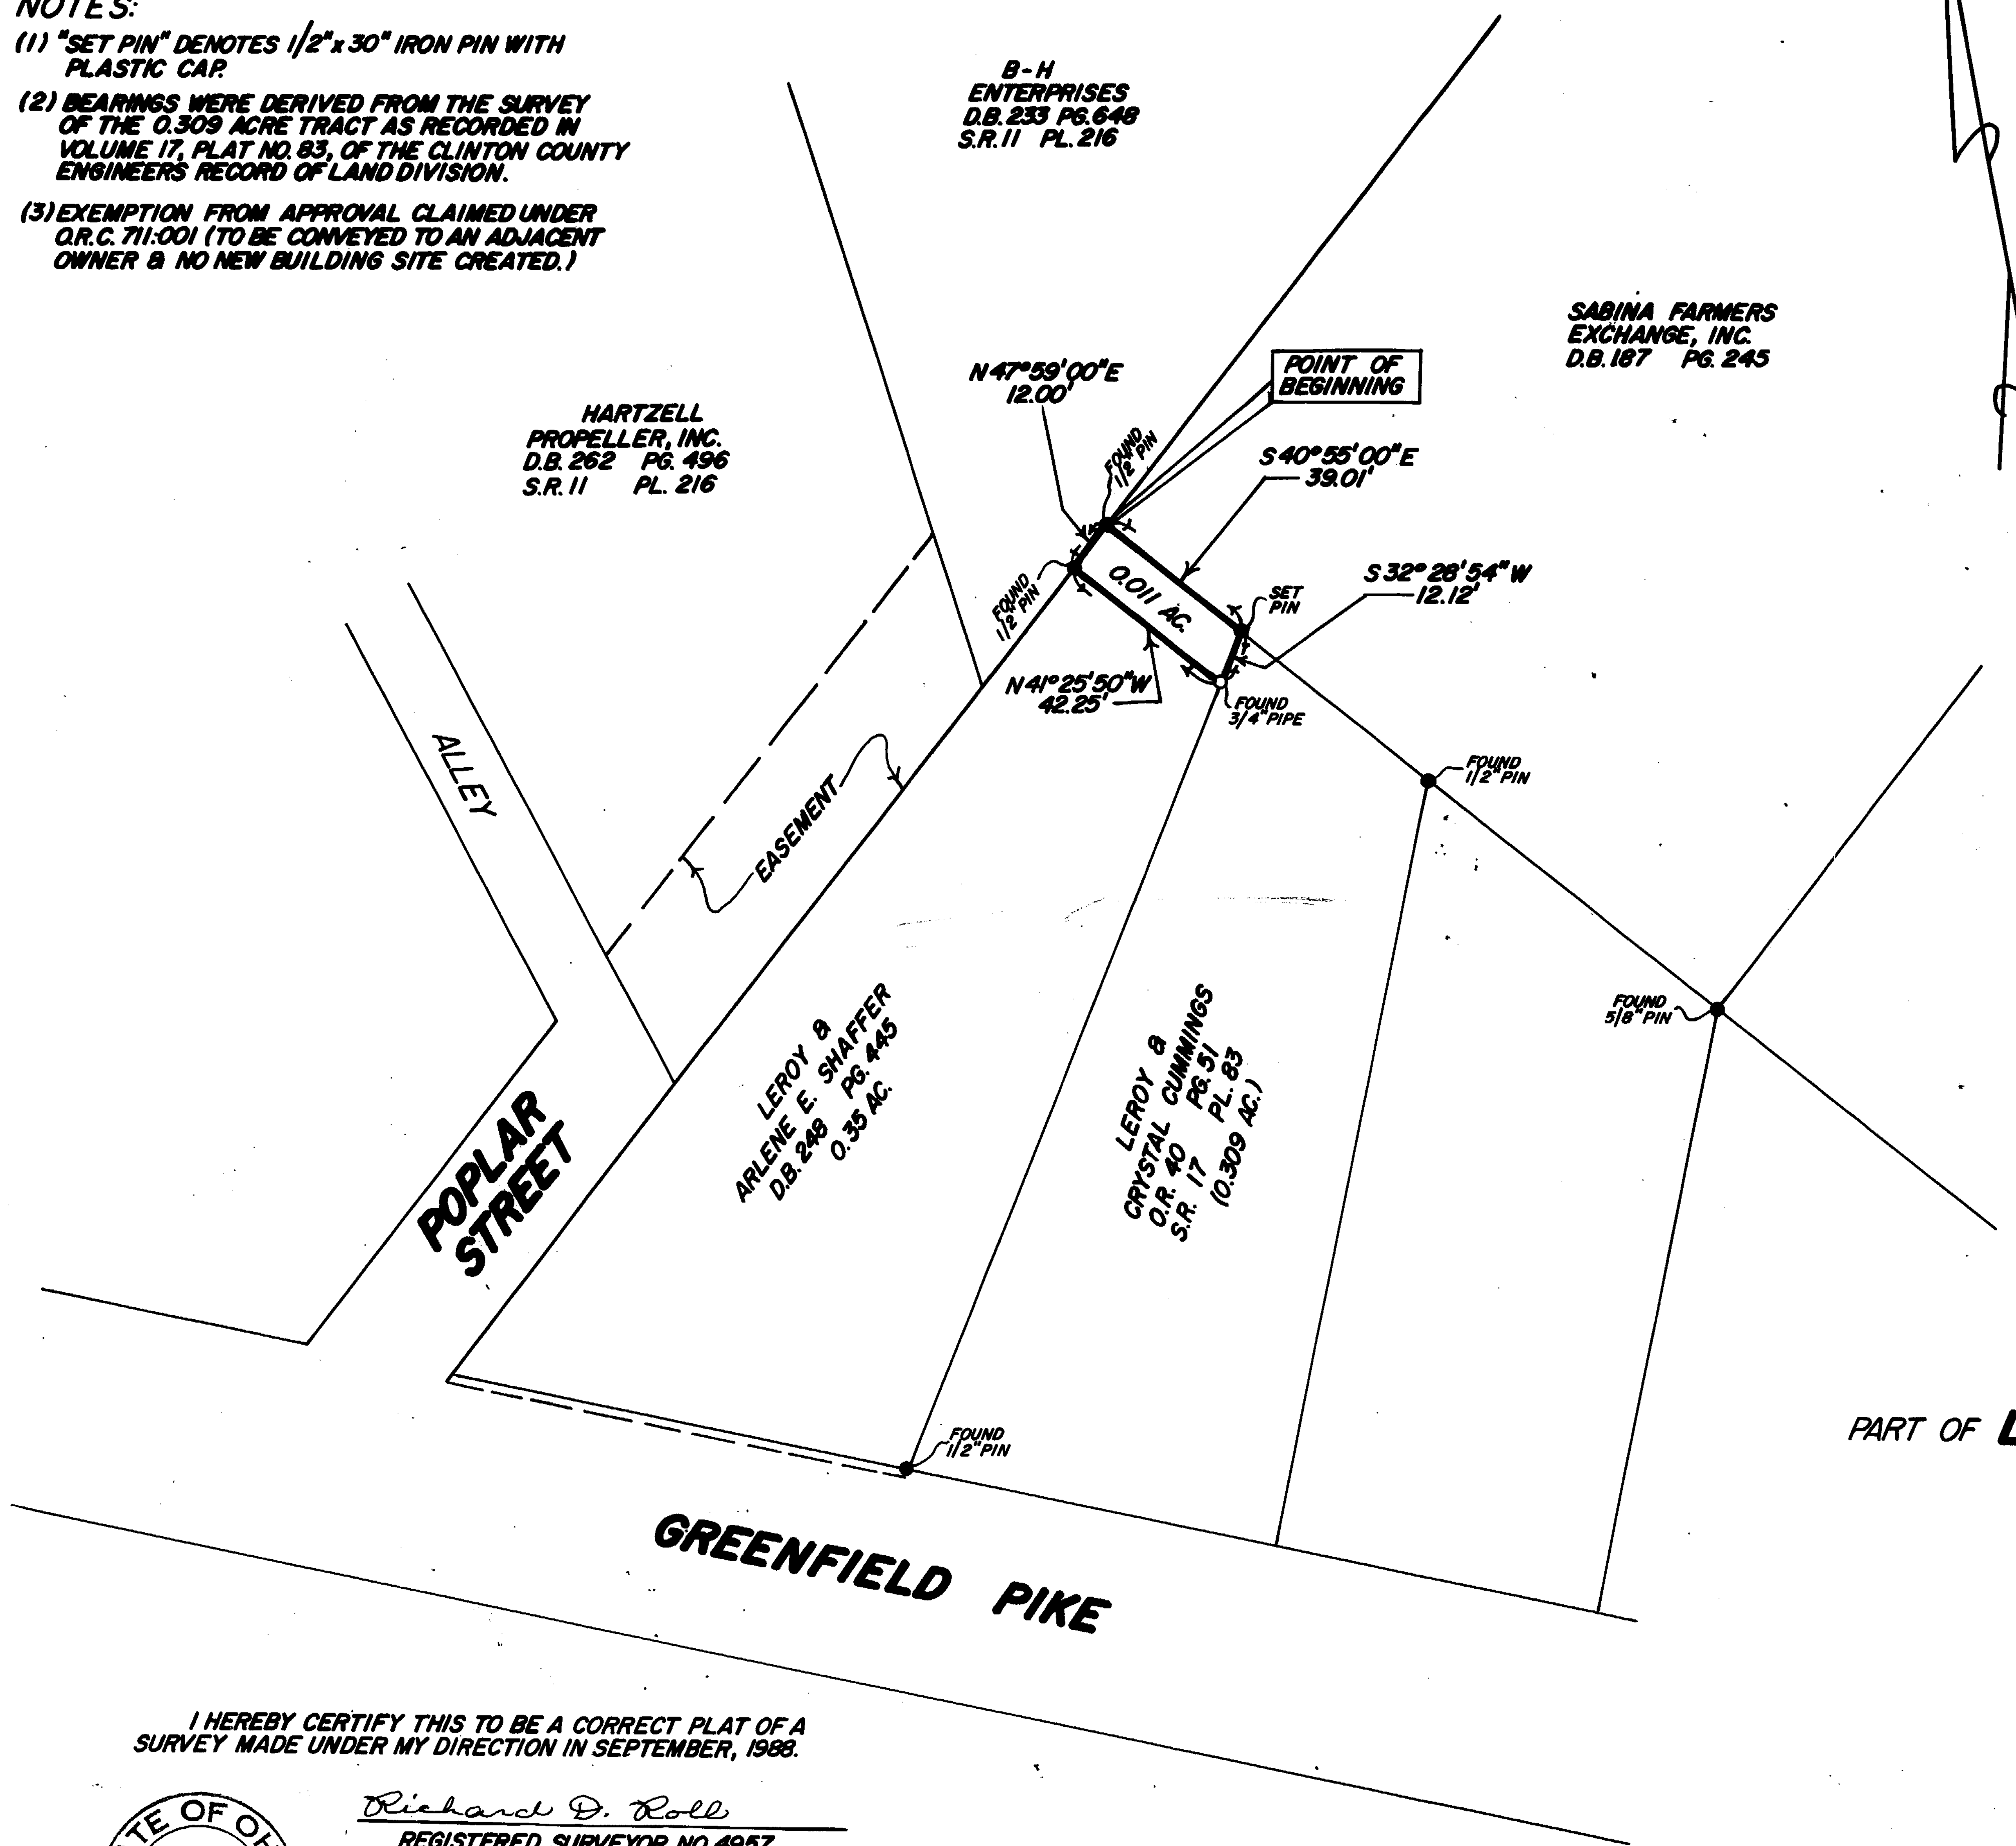 NOTES:
(1) "SET PIN" DENOTES 1/2" x 30" IRON PIN WITH
PLASTIC CAP.
(2) BEARINGS WERE DERIVED FROM THE SURVEY
OF THE 0.309 ACRE TRACT AS RECORDED IN
VOLUME 17, PLAT NO. 83, OF THE CLINTON COUNTY
ENGINEERS RECORD OF LAND DIVISION.
(3) EXEMPTION FROM APPROVAL CLAIMED UNDER
O.R.C. 711:001 (TO BE CONVEYED TO AN ADJACENT
OWNER & NO NEW BUILDING SITE CREATED.)
B-H
ENTERPRISES
D.B. 233 PG. 648
S.R. 11 PL. 216
SABINA FARMERS
EXCHANGE, INC.
D.B. 187 PG. 245
HARTZELL
PROPELLER, INC.
D.B. 262 PG. 496
S.R. 11 PL. 216
N 47° 59' 00" E
12.00'
POINT OF
BEGINNING
FOUND
1/2" PIN
S 40° 55' 00" E
39.01'
FOUND
1/2" PIN
0.011 AC.
SET
PIN
S 32° 28' 54" W
12.12'
N 41° 25' 50" W
42.25'
FOUND
3/4" PIPE
FOUND
1/2" PIN
ALLEY
EASEMENT
FOUND
5/8" PIN
LEROY &
ARLENE E. SHAFFER
D.B. 248 PG. 445
0.35 AC.
LEROY &
CRYSTAL CUMMINGS
O.R. 40 PG. 51
S.R. 17 PL. 83
(0.309 AC.)
POPLAR
STREET
FOUND
1/2" PIN
PART OF
GREENFIELD PIKE
I HEREBY CERTIFY THIS TO BE A CORRECT PLAT OF A
SURVEY MADE UNDER MY DIRECTION IN SEPTEMBER, 1988.
Richard D. Roll
REGISTERED SURVEYOR NO. 4957
TE OF OH